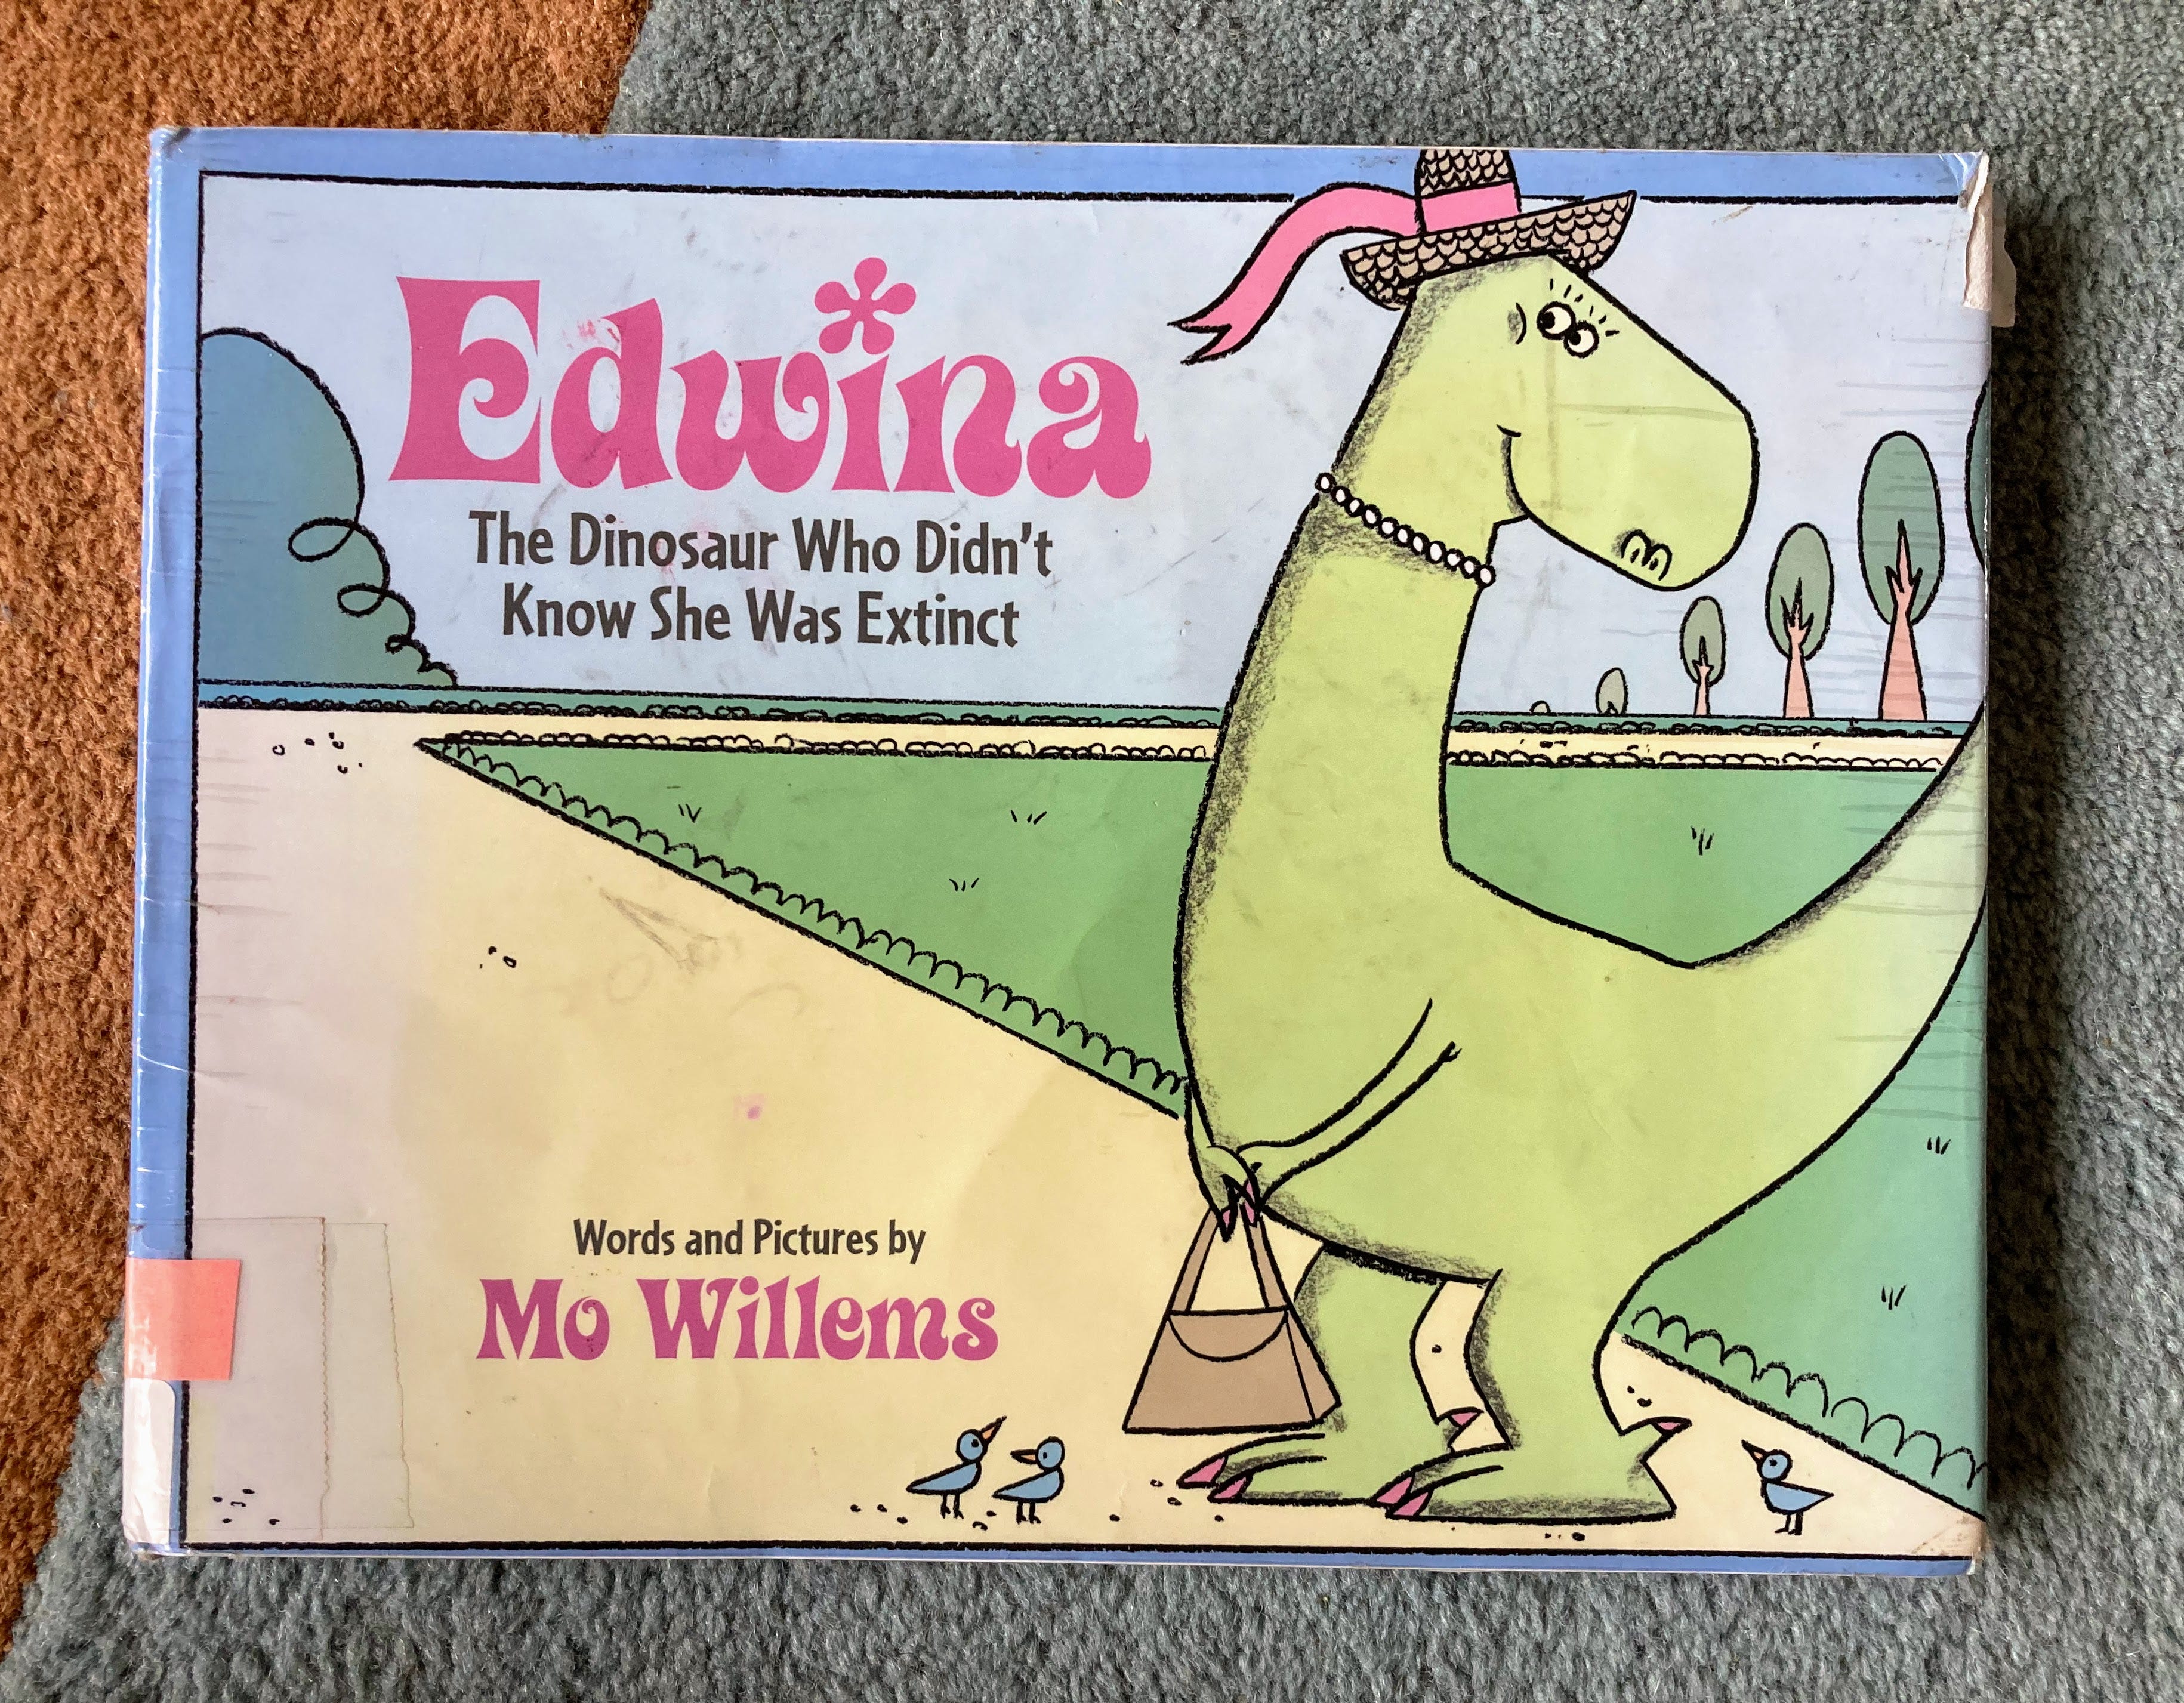 Edwina
The Dinosaur Who Didn't
Know She Was Extinct
Words and Pictures by
Mo Willems